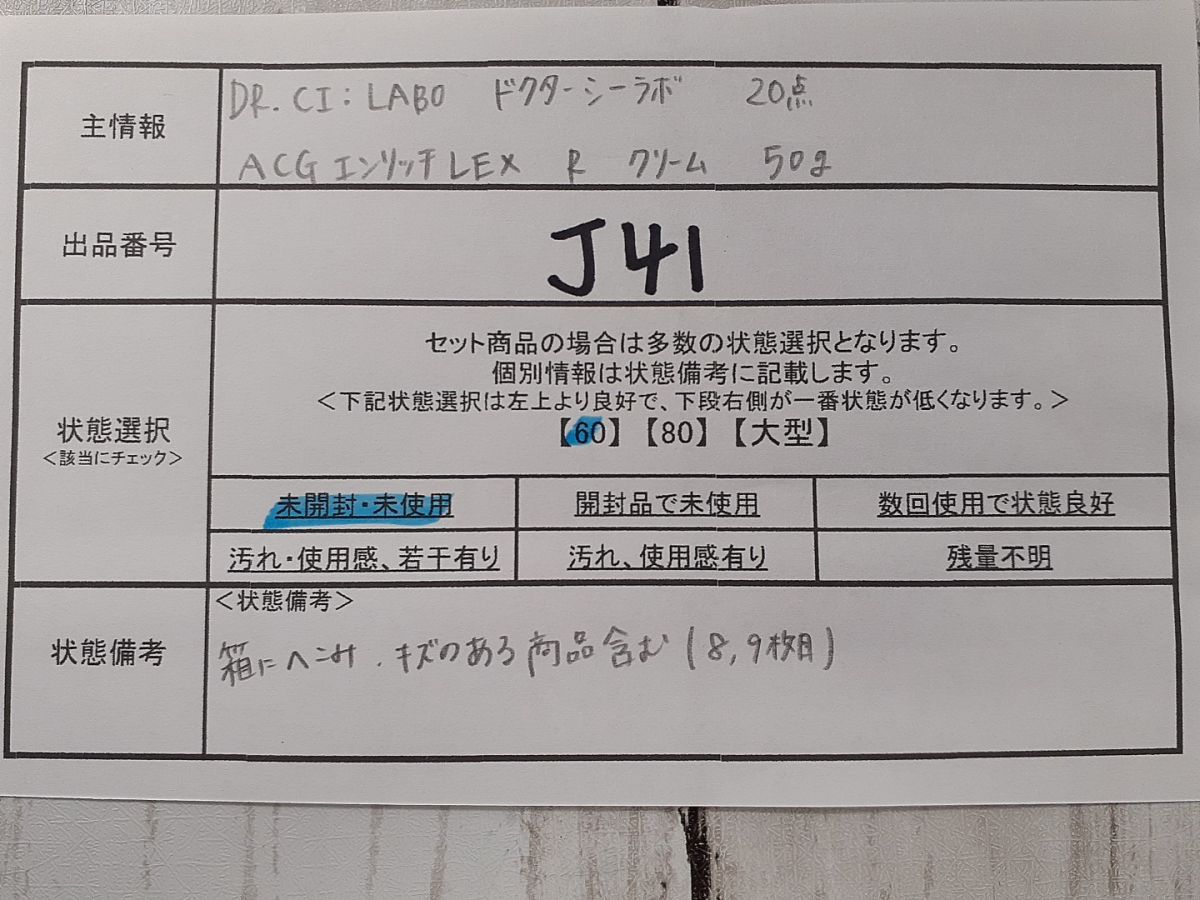 主情報
DR.CI:LABO ドクターシーラボ 20点
ACGエンリッチLEX R クリーム 50g
出品番号
J41
状態選択
＜該当にチェック＞
セット商品の場合は多数の状態選択となります。
個別情報は状態備考に記載します。
＜下記状態選択は左上より良好で、下段右側が一番状態が低くなります。＞
【60】【80】【大型】
未開封・未使用 開封品で未使用 数回使用で状態良好
汚れ・使用感、若干有り 汚れ、使用感有り 残量不明
状態備考
＜状態備考＞
箱にヘコみ、キズのある商品含む(8,9枚目)